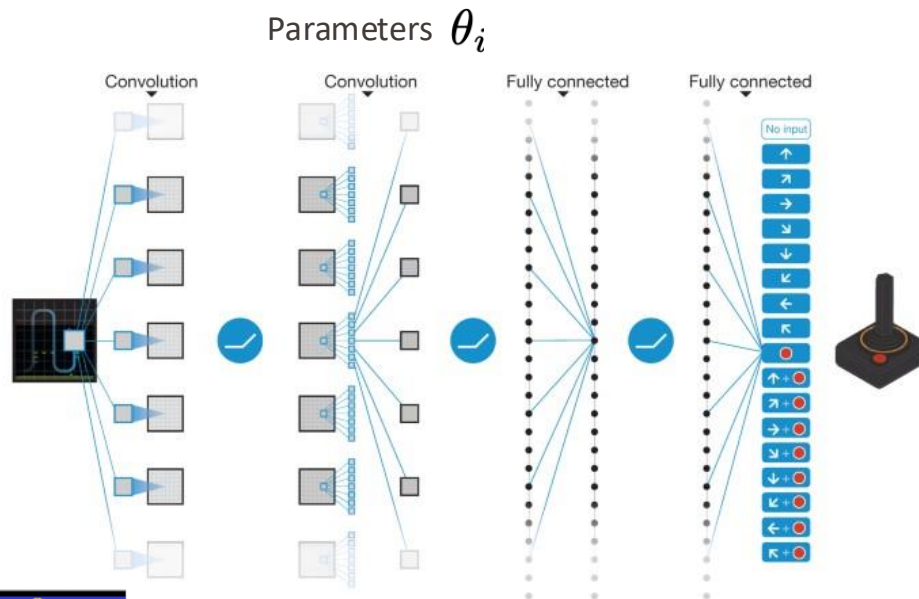 Parameters θi
Convolution
Convolution
Fully connected
Fully connected
No input
↑
↗
→
↘
↓
↙
←
↖
↑+
↗+
→+
↘+
↓+
↙+
←+
↖+